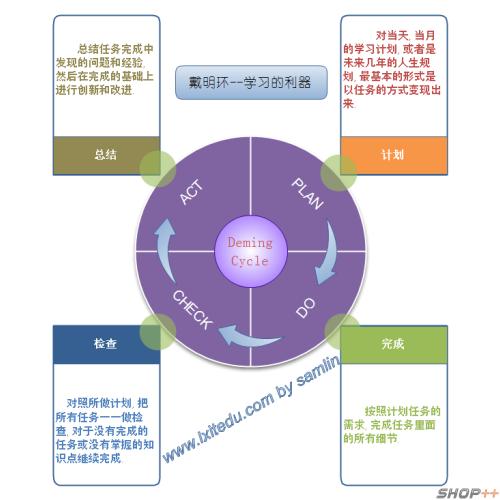 戴明环--学习的利器
总结任务完成中
发现的问题和经验,
然后在完成的基础上
进行创新和改进.
总结
对当天, 当月
的学习计划, 或者是
未来几年的人生规
划, 最基本的形式是
以任务的方式变现出
来.
计划
ACT
PLAN
Deming
Cycle
CHECK
DO
检查
对照所做计划, 把
所有任务一一做检
查, 对于没有完成的
任务或没有掌握的知
识点继续完成.
完成
按照计划任务的
需求, 完成任务里面
的所有细节.
www.lxitedu.com by samlin
SHOP++